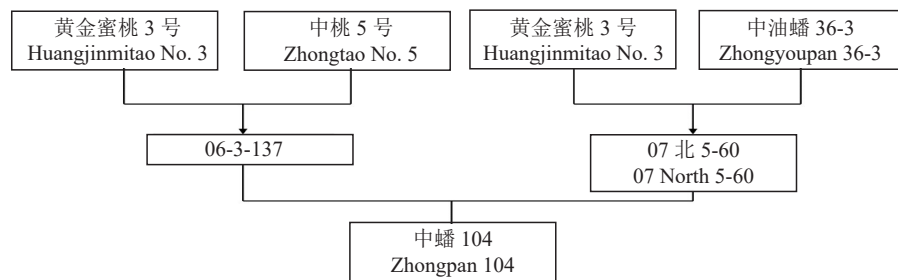 黄金蜜桃 3 号
Huangjinmitao No. 3
中桃 5 号
Zhongtao No. 5
黄金蜜桃 3 号
Huangjinmitao No. 3
中油蟠 36-3
Zhongyoupan 36-3
06-3-137
07 北 5-60
07 North 5-60
中蟠 104
Zhongpan 104